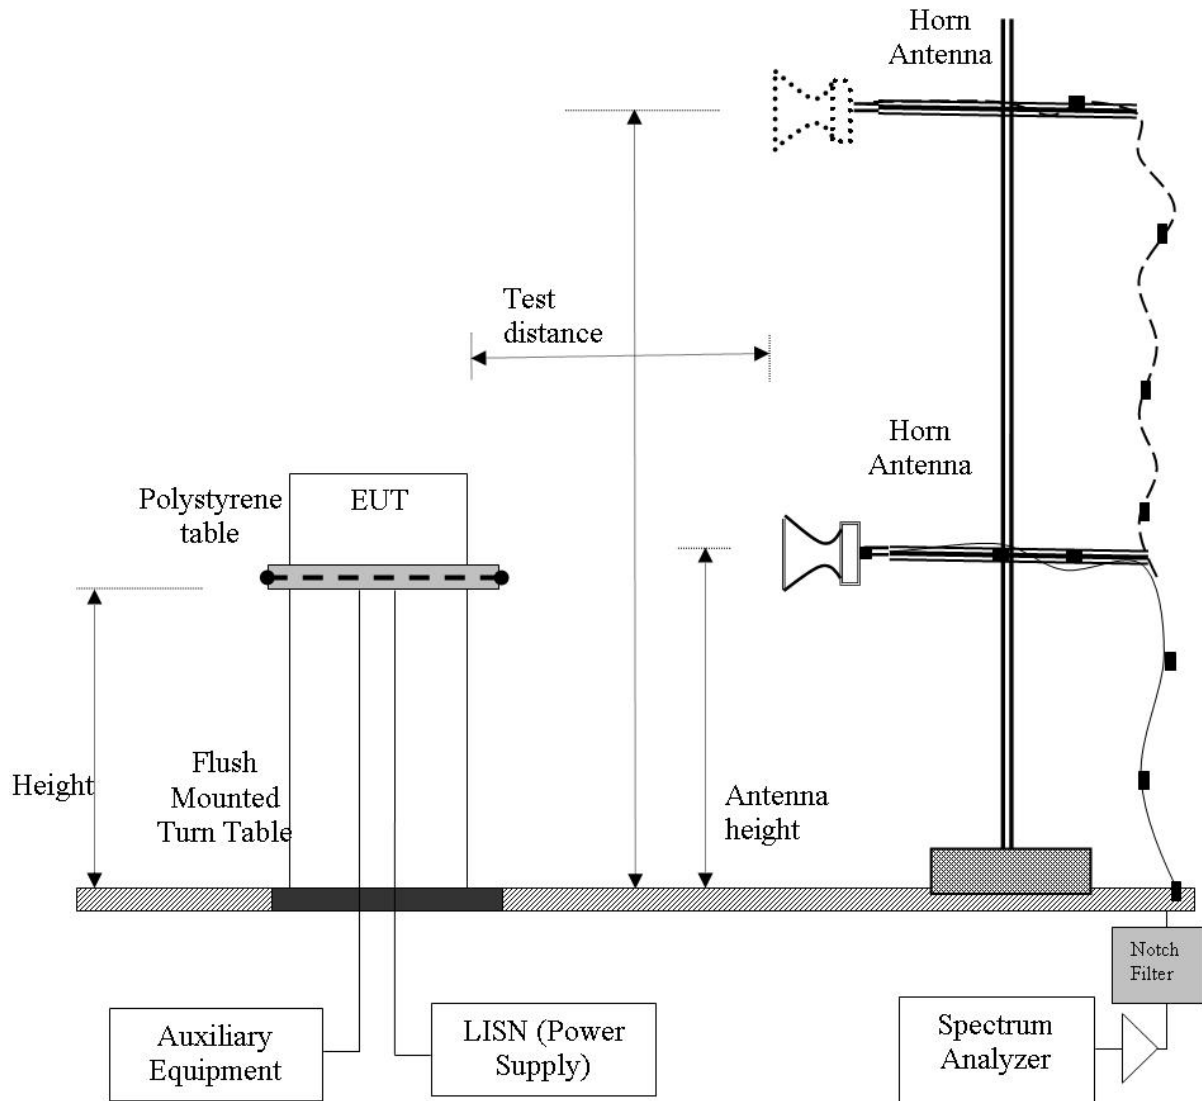 Horn
Antenna
Test
distance
Horn
Antenna
Polystyrene
table
EUT
Height
Flush
Mounted
Turn Table
Antenna
height
Notch
Filter
Auxiliary
Equipment
LISN (Power
Supply)
Spectrum
Analyzer